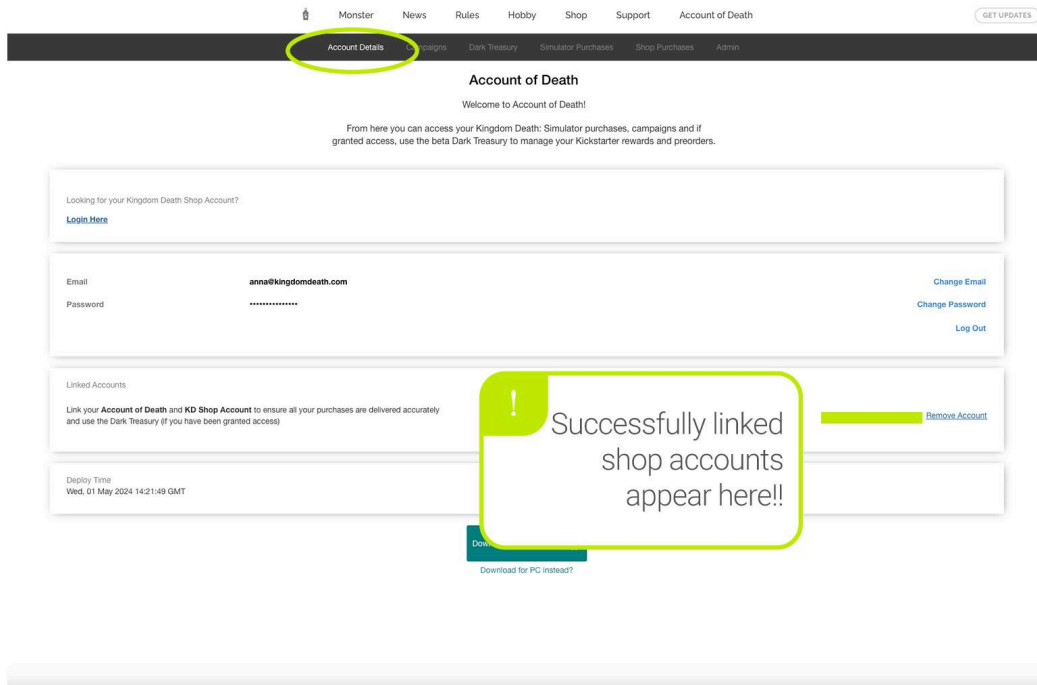 Monster News Rules Hobby Shop Support Account of Death GET UPDATES
Account Details Campaigns Dark Treasury Simulator Purchases Shop Purchases Admin
Account of Death
Welcome to Account of Death!
From here you can access your Kingdom Death: Simulator purchases, campaigns and if
granted access, use the beta Dark Treasury to manage your Kickstarter rewards and preorders.
Looking for your Kingdom Death Shop Account?
Login Here
Email anna@kingdomdeath.com Change Email
Password ••••••••••••••• Change Password
Log Out
Linked Accounts
Link your Account of Death and KD Shop Account to ensure all your purchases are delivered accurately
and use the Dark Treasury (if you have been granted access)
Remove Account
!
Successfully linked
shop accounts
appear here!!
Deploy Time
Wed, 01 May 2024 14:21:49 GMT
Download for PC instead?